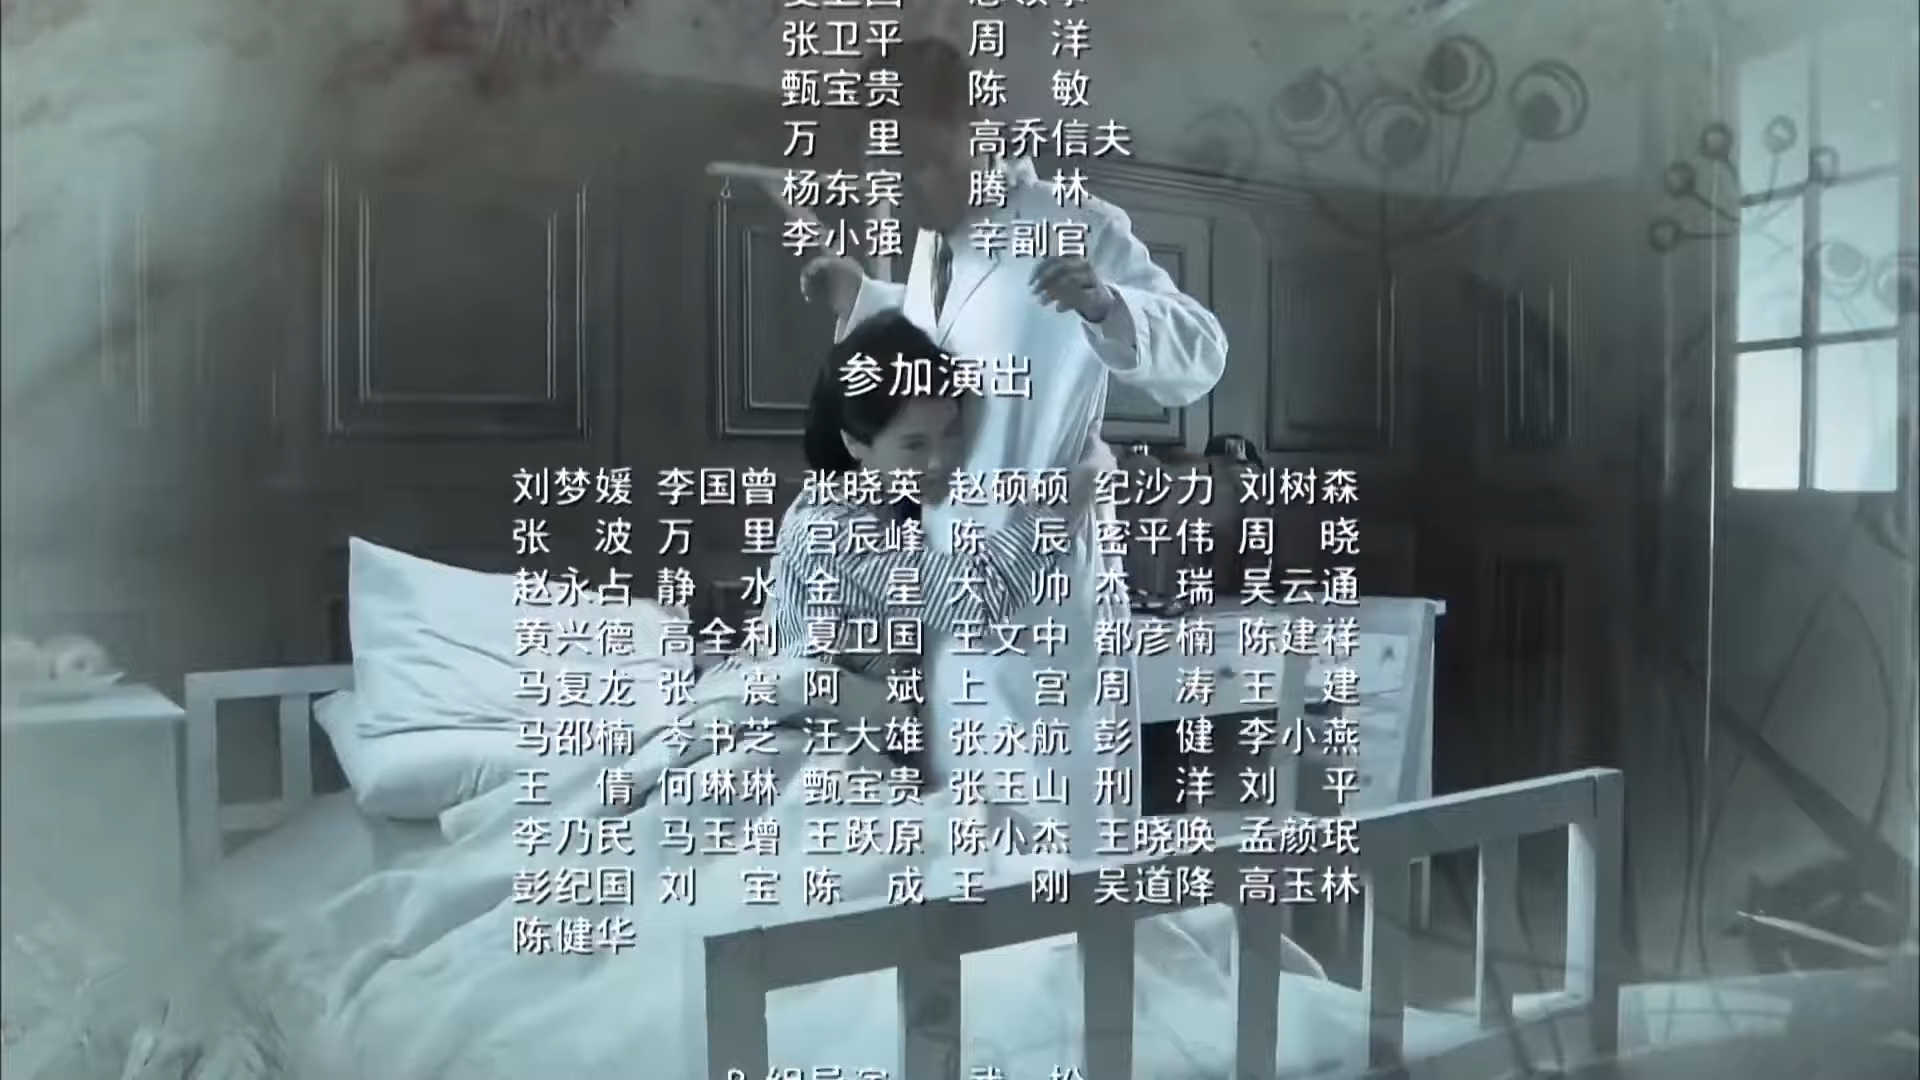 张卫平 周 洋
甄宝贵 陈 敏
万 里 高乔信夫
杨东宾 腾 林
李小强 辛副官
参加演出
刘梦媛 李国曾 张晓英 赵硕硕 纪沙力 刘树森
张 波 万 里 宫辰峰 陈 辰 密平伟 周 晓
赵永占 静 水 金 星 大 帅 杰 瑞 吴云通
黄兴德 高全利 夏卫国 王文中 都彦楠 陈建祥
马复龙 张 震 阿 斌 上 宫 周 涛 王 建
马邵楠 岑书芝 汪大雄 张永航 彭 健 李小燕
王 倩 何琳琳 甄宝贵 张玉山 刑 洋 刘 平
李乃民 马玉增 王跃原 陈小杰 王晓唤 孟颜珉
彭纪国 刘 宝 陈 成 王 刚 吴道降 高玉林
陈健华